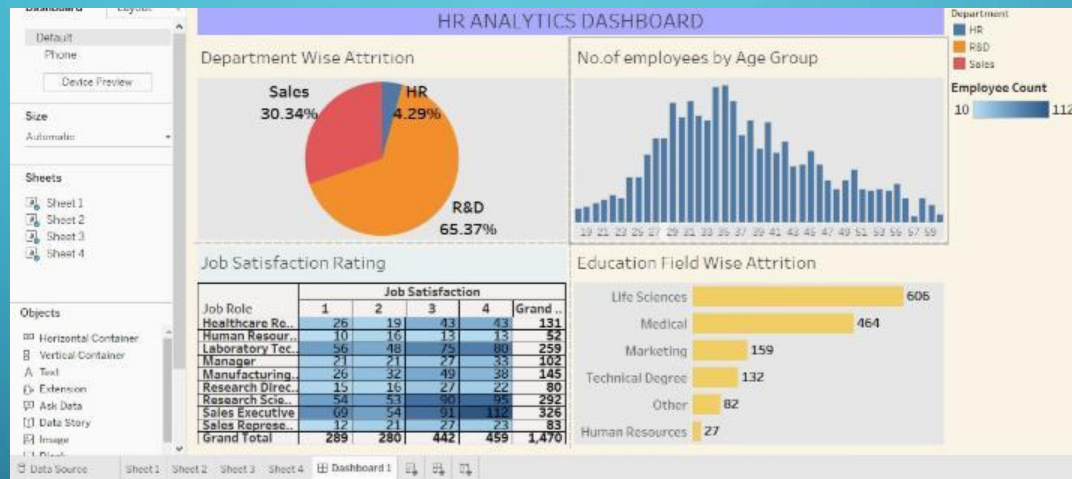 Dashboard Layout
Default
Phone
Device Preview
Size
Automatic
Sheets
Sheet 1
Sheet 2
Sheet 3
Sheet 4
Objects
Horizontal Container
Vertical Container
A Text
Extension
Ask Data
Data Story
Image
HR ANALYTICS DASHBOARD
Department Wise Attrition
Sales
30.34%
HR
4.29%
R&D
65.37%
No.of employees by Age Group
19 21 23 25 27 29 31 33 35 37 39 41 43 45 47 49 51 53 55 57 59
Department
HR
R&D
Sales
Employee Count
10 112
Job Satisfaction Rating
Job Satisfaction
Job Role 1 2 3 4 Grand ..
Healthcare Re.. 26 19 43 43 131
Human Resour.. 10 16 13 13 52
Laboratory Tec.. 56 48 75 80 259
Manager 21 21 27 33 102
Manufacturing.. 26 32 49 38 145
Research Direc.. 15 16 27 22 80
Research Scie.. 54 53 90 95 292
Sales Executive 69 54 91 112 326
Sales Represe.. 12 21 27 23 83
Grand Total 289 280 442 459 1,470
Education Field Wise Attrition
Life Sciences 606
Medical 464
Marketing 159
Technical Degree 132
Other 82
Human Resources 27
Data Source Sheet 1 Sheet 2 Sheet 3 Sheet 4 Dashboard 1